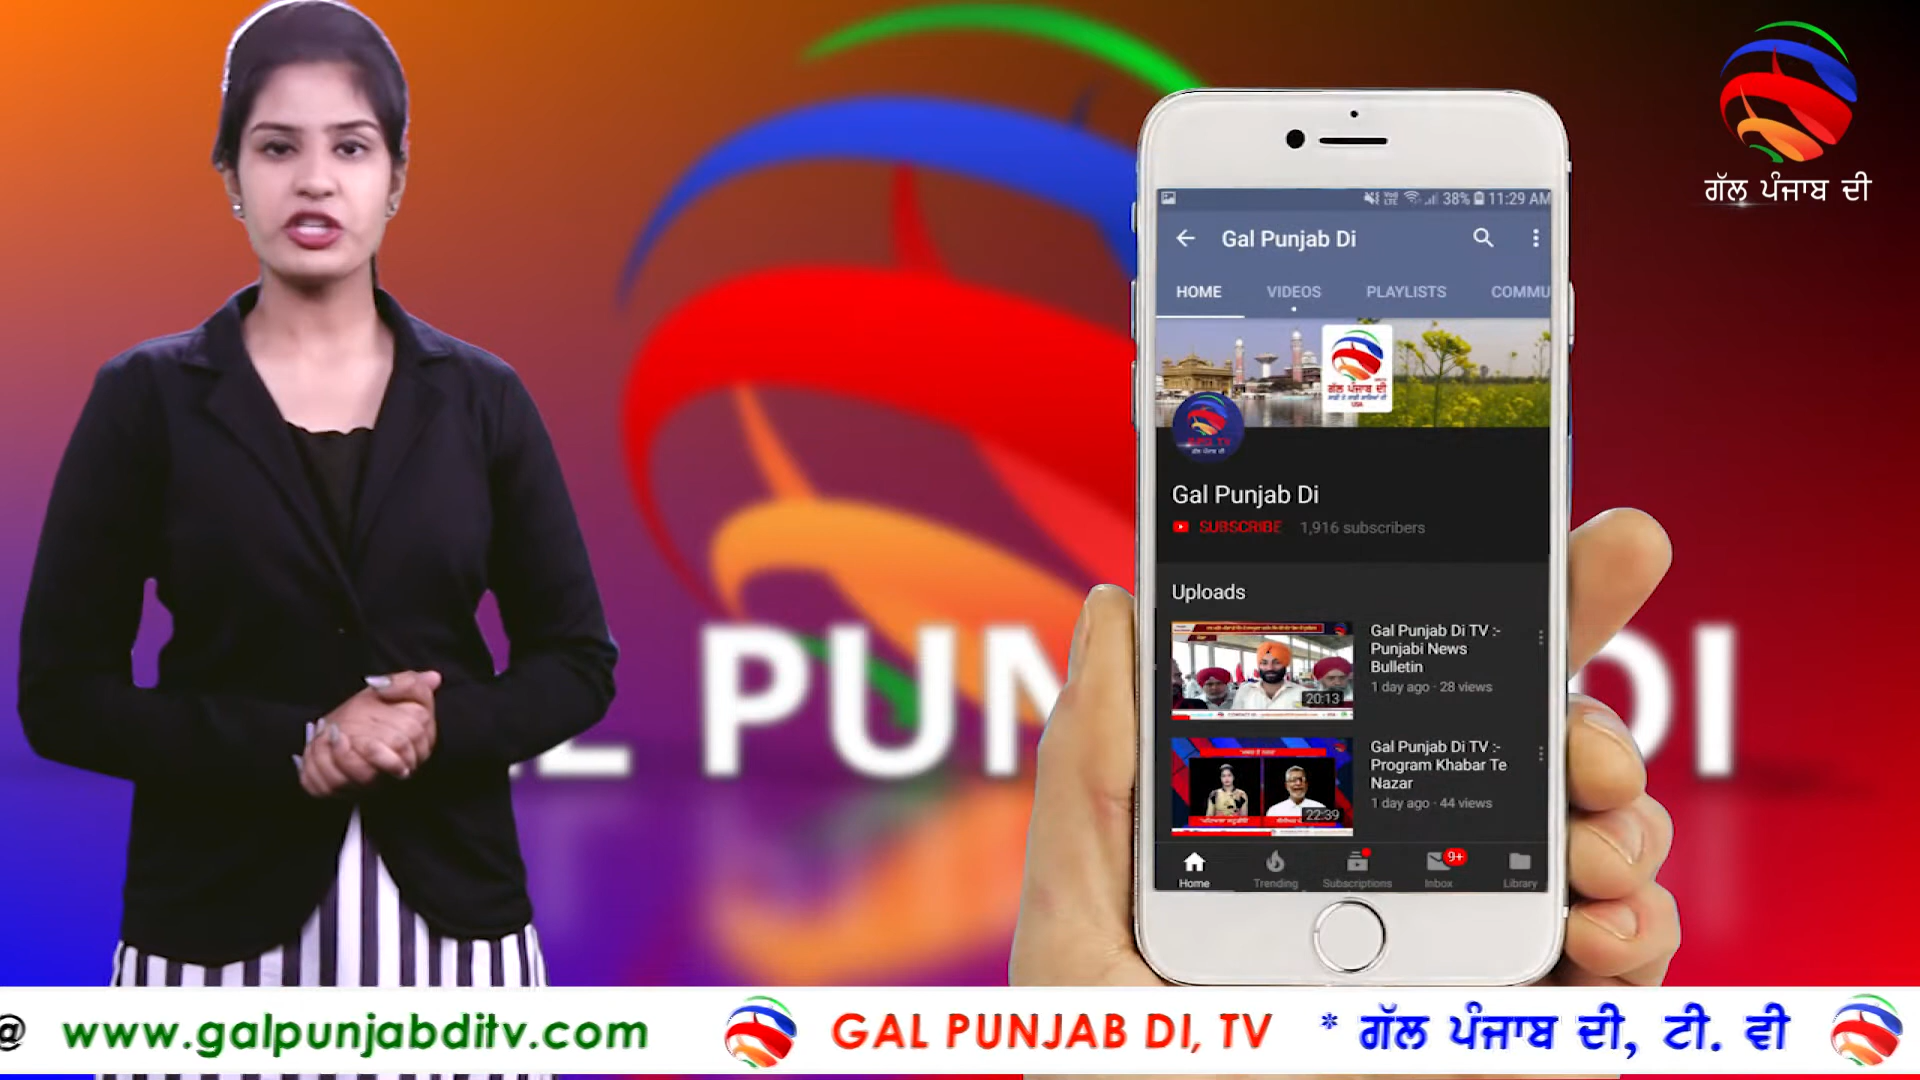 ਗੱਲ ਪੰਜਾਬ ਦੀ
PUN
DI
38% 11:29 AM
Gal Punjab Di
HOME VIDEOS PLAYLISTS COMMU
ਗੱਲ ਪੰਜਾਬ ਦੀ
USA
Gal Punjab Di
SUBSCRIBE 1,916 subscribers
Uploads
Gal Punjab Di TV :-
Punjabi News
Bulletin
1 day ago · 28 views
20:13
Gal Punjab Di TV :-
Program Khabar Te
Nazar
1 day ago · 44 views
22:39
9+
Home Trending Subscriptions Inbox Library
@ www.galpunjabditv.com GAL PUNJAB DI, TV * ਗੱਲ ਪੰਜਾਬ ਦੀ, ਟੀ. ਵੀ